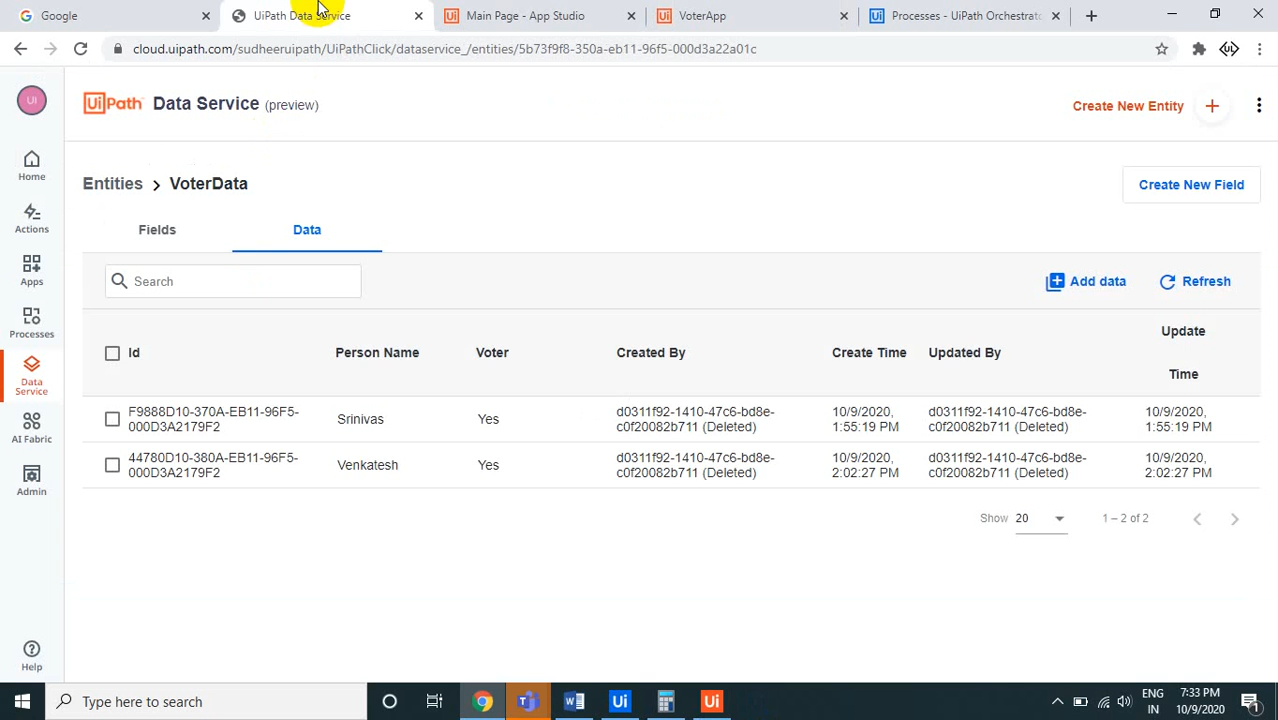 Google
UiPath Data Service
Main Page - App Studio
VoterApp
Processes - UiPath Orchestrato
cloud.uipath.com/sudheeruipath/UiPathClick/dataservice_/entities/5b73f9f8-350a-eb11-96f5-000d3a22a01c
UI
UiPath Data Service (preview)
Create New Entity
Home
Entities VoterData
Create New Field
Actions
Fields
Data
Apps
Search
Add data
Refresh
Processes
Id
Person Name
Voter
Created By
Create Time
Updated By
Update
Time
Data
Service
F9888D10-370A-EB11-96F5-
000D3A2179F2
Srinivas
Yes
d0311f92-1410-47c6-bd8e-
c0f20082b711 (Deleted)
10/9/2020,
1:55:19 PM
d0311f92-1410-47c6-bd8e-
c0f20082b711 (Deleted)
10/9/2020,
1:55:19 PM
AI Fabric
44780D10-380A-EB11-96F5-
000D3A2179F2
Venkatesh
Yes
d0311f92-1410-47c6-bd8e-
c0f20082b711 (Deleted)
10/9/2020,
2:02:27 PM
d0311f92-1410-47c6-bd8e-
c0f20082b711 (Deleted)
10/9/2020,
2:02:27 PM
Admin
Show 20
1 – 2 of 2
Help
Type here to search
Ui
Ui
ENG
IN
7:33 PM
10/9/2020
1